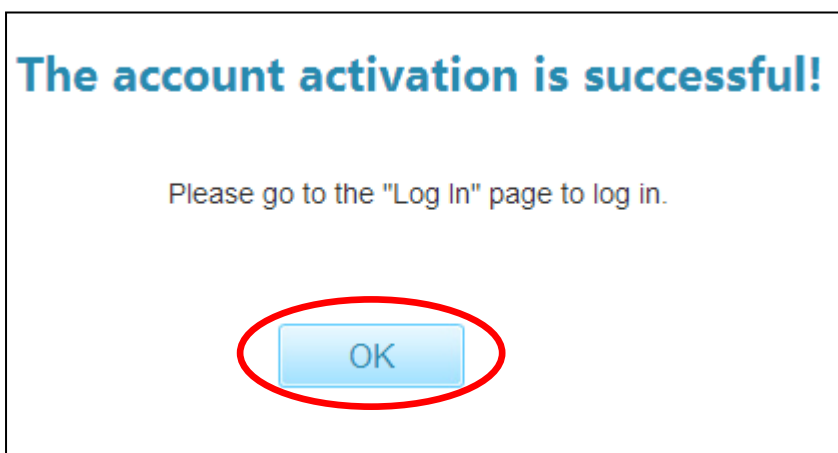 The account activation is successful!
Please go to the "Log In" page to log in.
OK